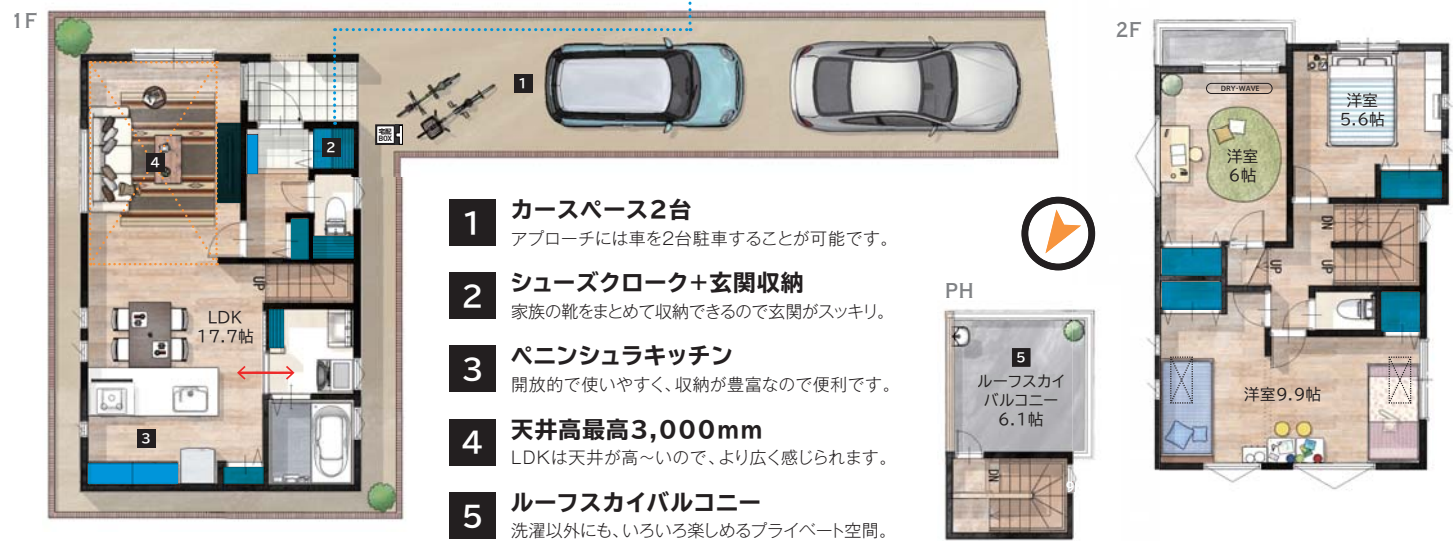 1F
1
宅配
BOX
2
4
UP
LDK
17.7帖
3
1 カースペース2台
アプローチには車を2台駐車することが可能です。
2 シューズクローク+玄関収納
家族の靴をまとめて収納できるので玄関がスッキリ。
3 ペニンシュラキッチン
開放的で使いやすく、収納が豊富なので便利です。
4 天井高最高3,000mm
LDKは天井が高～いので、より広く感じられます。
5 ルーフスカイバルコニー
洗濯以外にも、いろいろ楽しめるプライベート空間。
PH
5
ルーフスカイ
バルコニー
6.1帖
DN
2F
DRY-WAVE
洋室
6帖
洋室
5.6帖
DN
UP
UP
洋室9.9帖